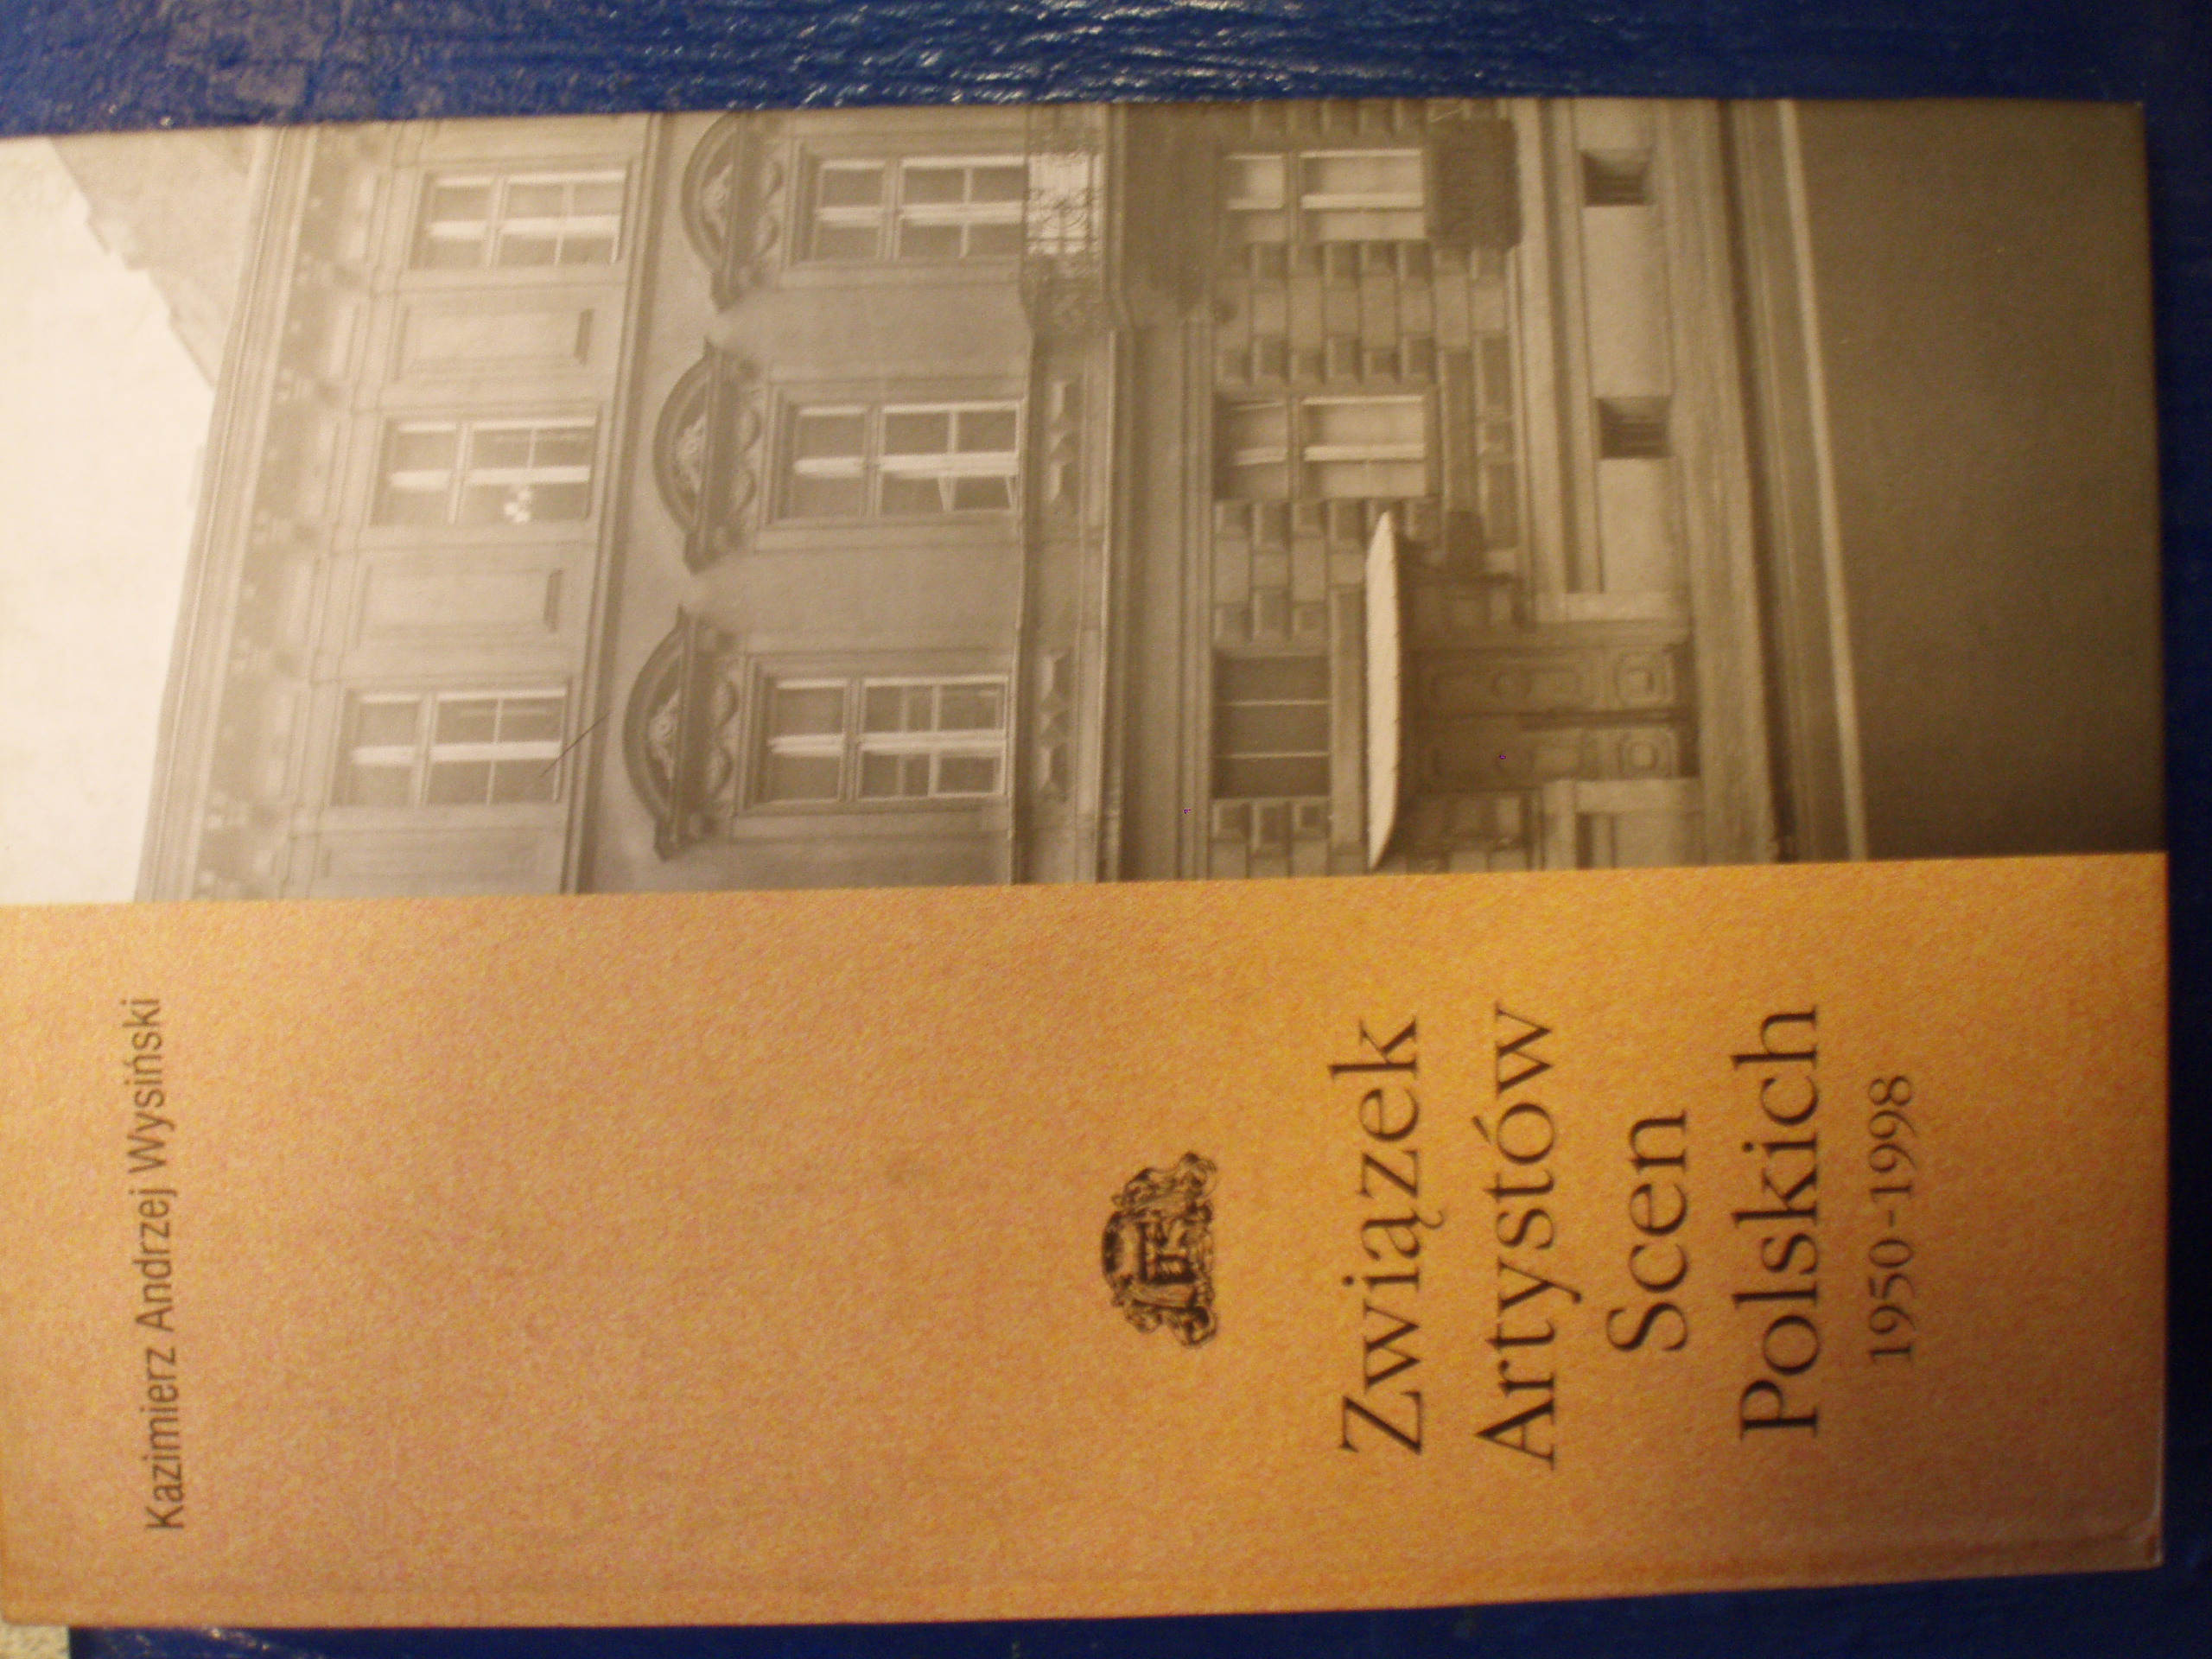 Kazimierz Andrzej Wysiński
Związek
Artystów
Scen
Polskich
1950-1998